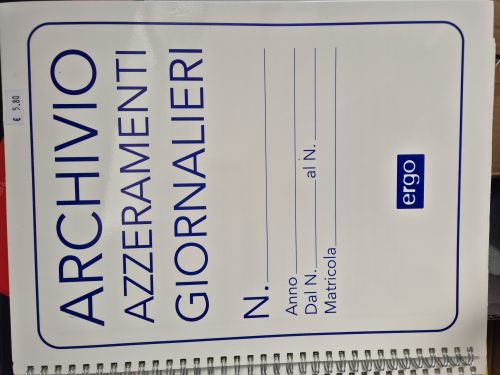 € 5.80
ARCHIVIO
AZZERAMENTI
GIORNALIERI
N.
Anno
Dal N. al N.
Matricola
ergo